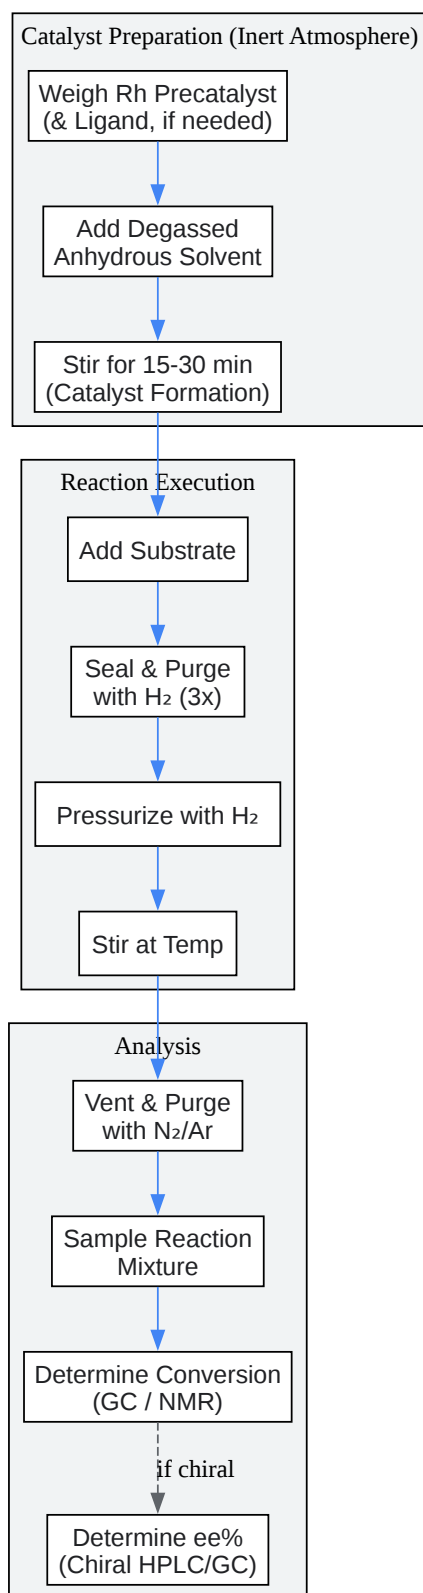 Catalyst Preparation (Inert Atmosphere)
Weigh Rh Precatalyst
(& Ligand, if needed)
Add Degassed
Anhydrous Solvent
Stir for 15-30 min
(Catalyst Formation)
Reaction Execution
Add Substrate
Seal & Purge
with H₂ (3x)
Pressurize with H₂
Stir at Temp
Analysis
Vent & Purge
with N₂/Ar
Sample Reaction
Mixture
Determine Conversion
(GC / NMR)
if chiral
Determine ee%
(Chiral HPLC/GC)